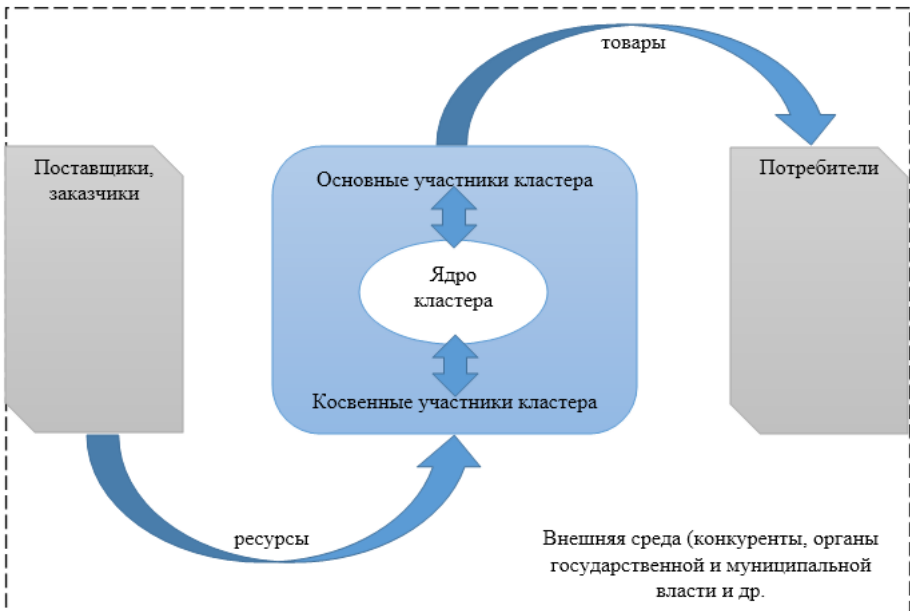 товары
Поставщики,
заказчики
Основные участники кластера
Потребители
Ядро
кластера
Косвенные участники кластера
ресурсы
Внешняя среда (конкуренты, органы
государственной и муниципальной
власти и др.